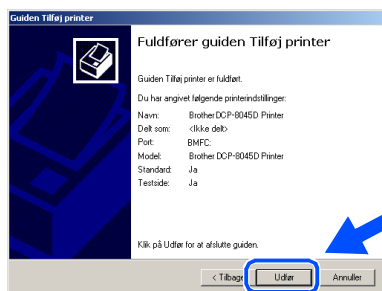 Guiden Tilføj printer
Fuldfører guiden Tilføj printer
Guiden Tilføj printer er fuldført.
Du har angivet følgende printerindstillinger:
Navn: Brother DCP-8045D Printer
Delt som: <Ikke delt>
Port: BMFC:
Model: Brother DCP-8045D Printer
Standard: Ja
Testside: Ja
Klik på Udfør for at afslutte guiden.
< Tilbage Udfør Annuller